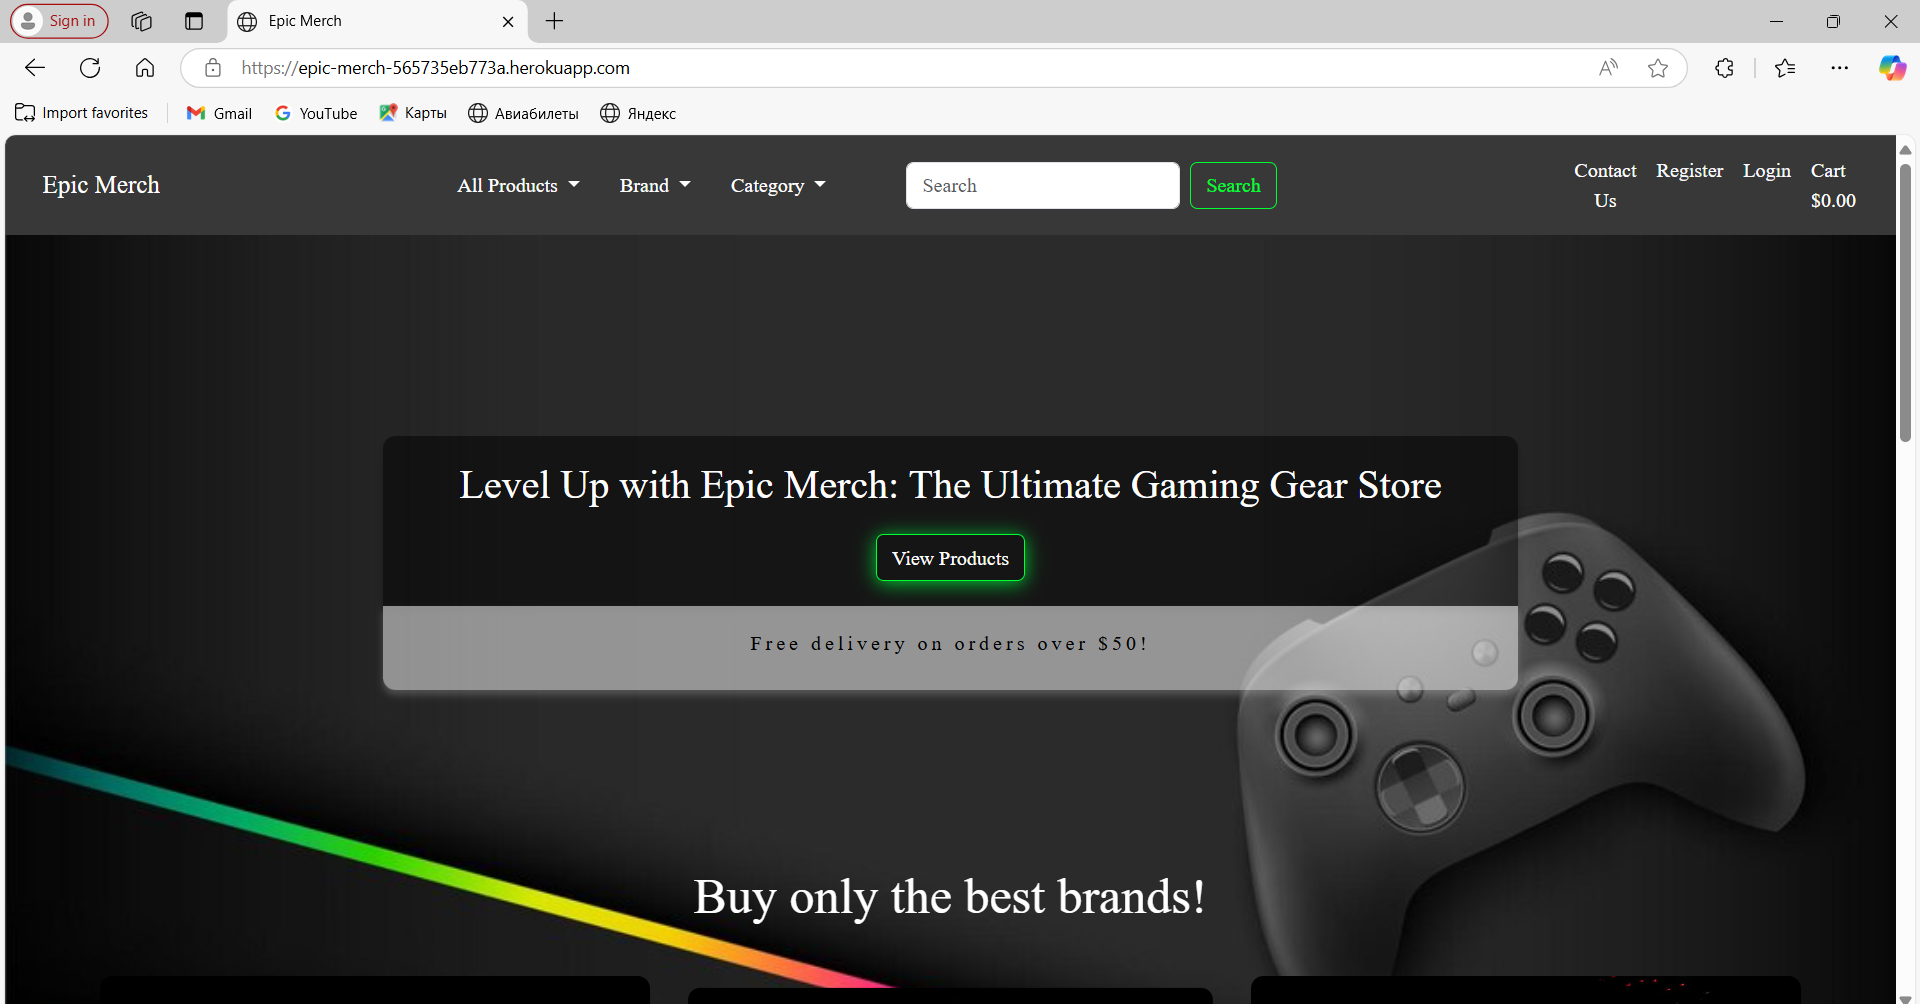 Sign in
Epic Merch
https://epic-merch-565735eb773a.herokuapp.com
Import favorites
Gmail
YouTube
Карты
Авиабилеты
Яндекс
Epic Merch
All Products
Brand
Category
Search
Search
Contact Us
Register
Login
Cart
$0.00
Level Up with Epic Merch: The Ultimate Gaming Gear Store
View Products
Free delivery on orders over $50!
Buy only the best brands!